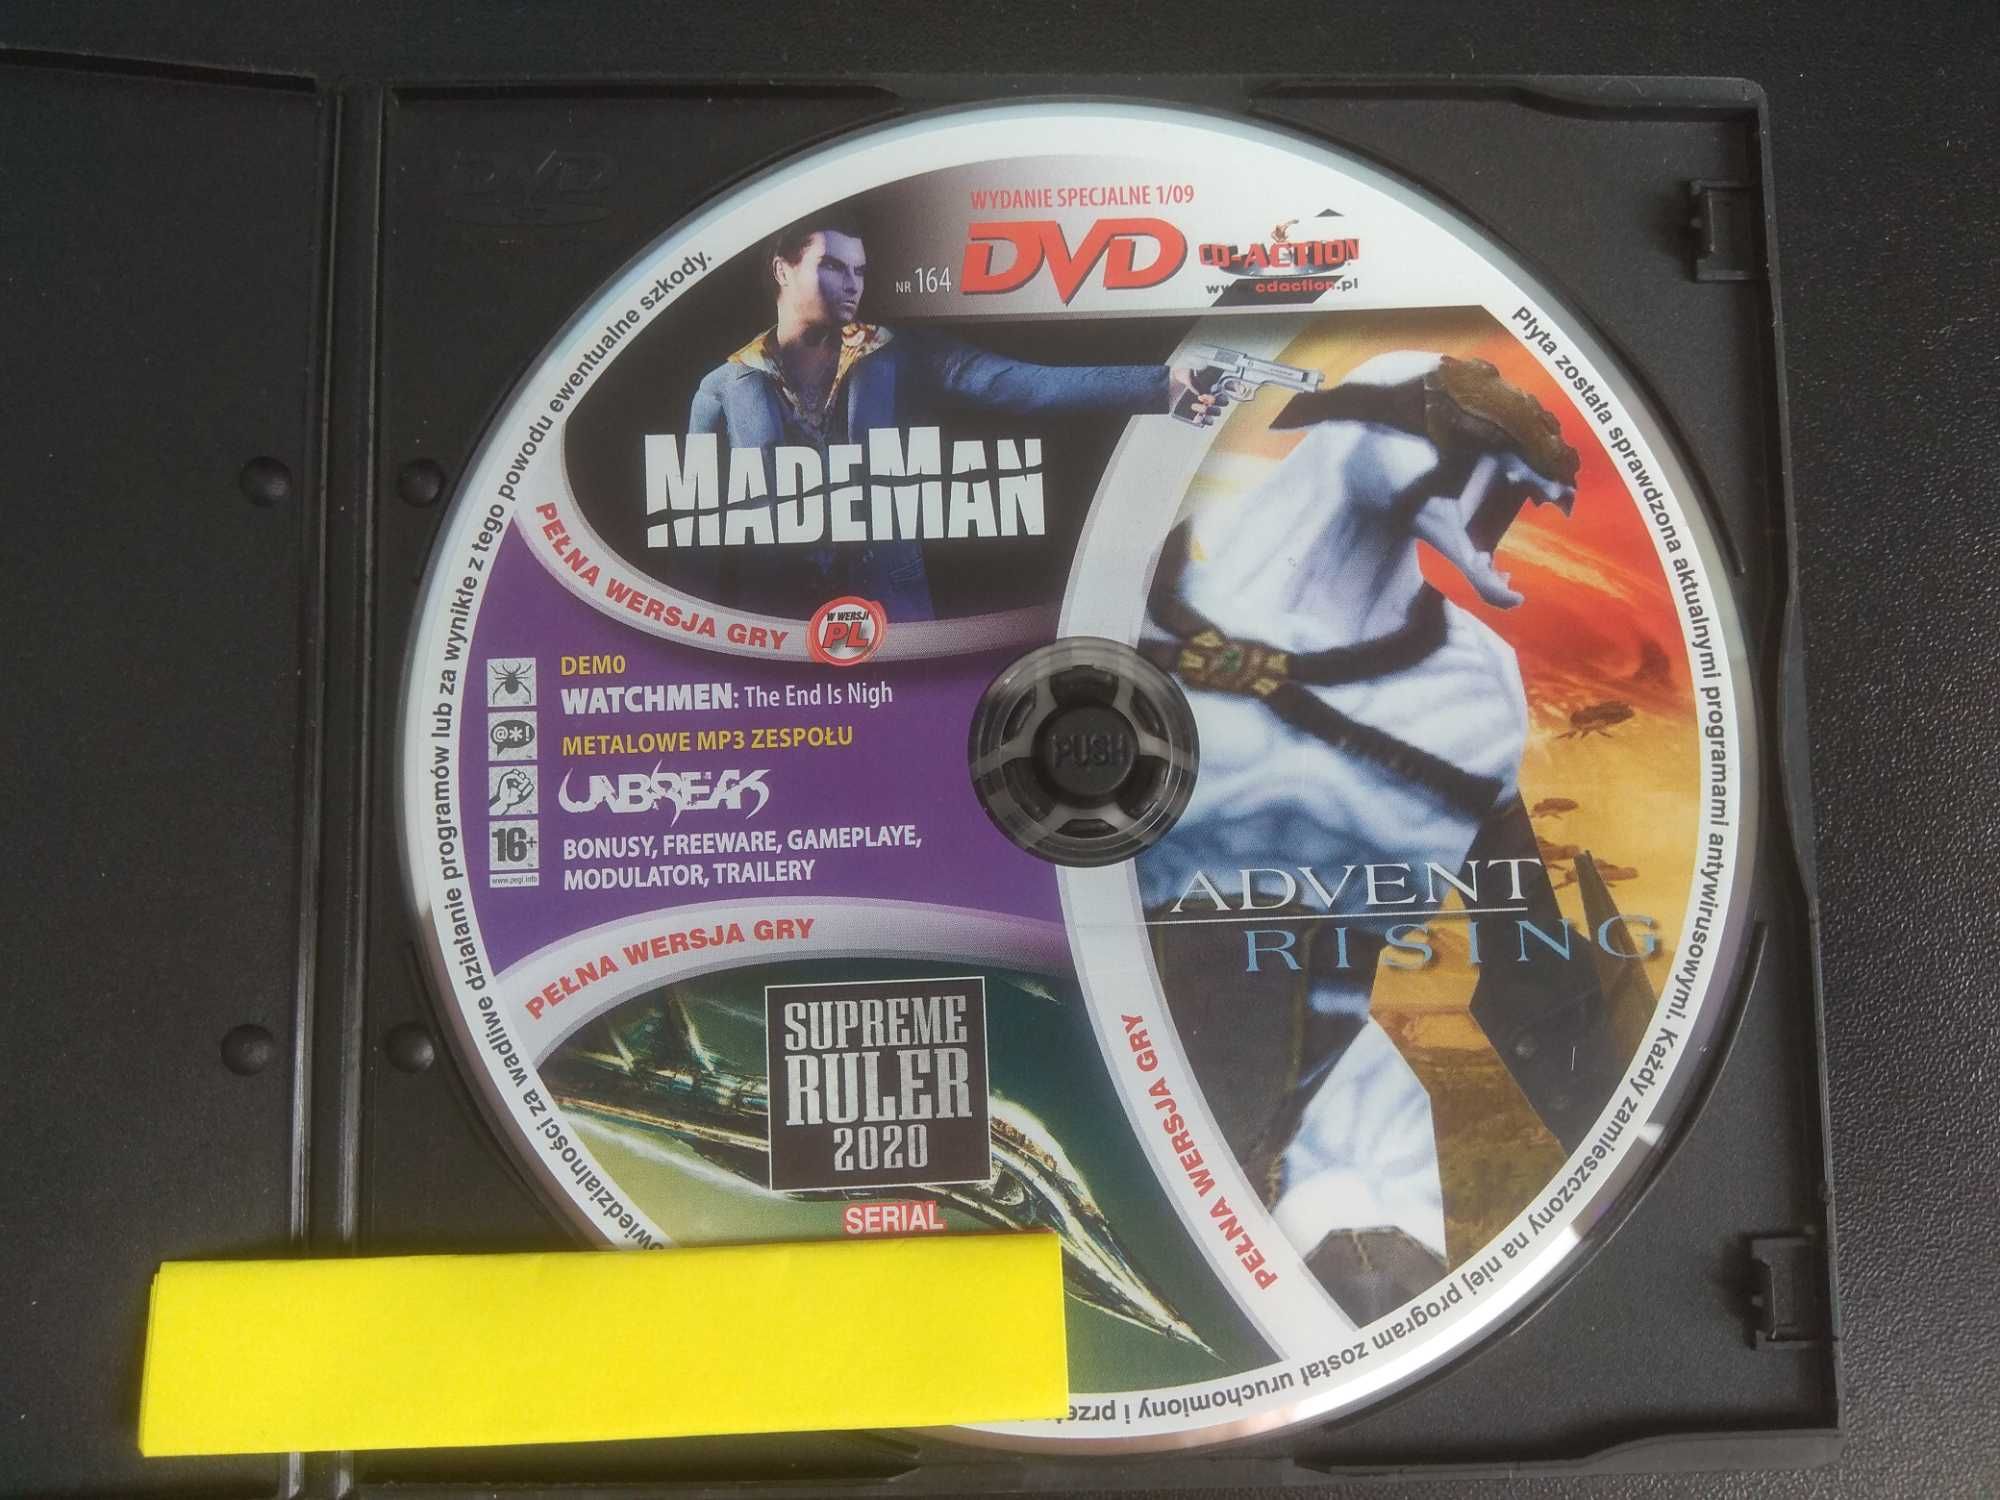 WYDANIE SPECJALNE 1/09
NR 164
DVD
CD-ACTION
www.cdaction.pl
MADEMAN
PEŁNA WERSJA GRY
W WERSJI
PL
DEMO
WATCHMEN: The End Is Nigh
METALOWE MP3 ZESPOŁU
UNBREAK
@*!
16+
www.pegi.info
BONUSY, FREEWARE, GAMEPLAYE,
MODULATOR, TRAILERY
PUSH
ADVENT
RISING
PEŁNA WERSJA GRY
PEŁNA WERSJA GRY
SUPREME
RULER
2020
SERIAL
Płyta została sprawdzona aktualnymi programami antywirusowymi. Każdy zamieszczony na niej program został uruchomiony i
za wadliwe działanie programów lub za wynikłe z tego powodu ewentualne szkody.
DVD